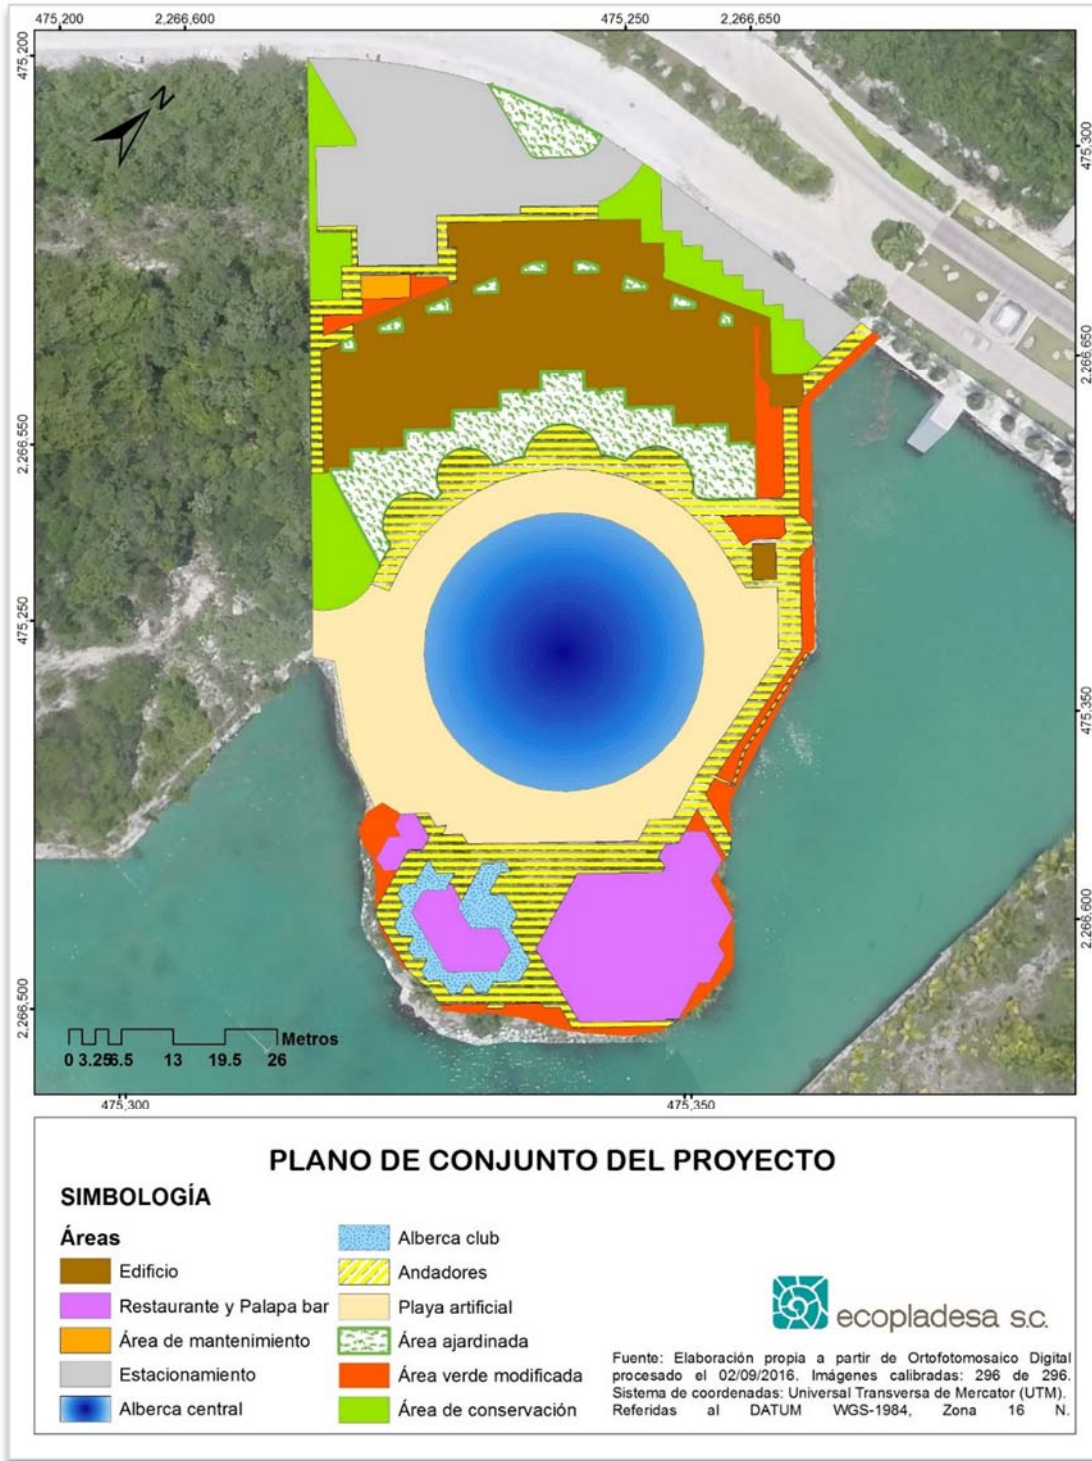 475,200
2,266,600
475,250
2,266,650
475,200
475,300
2,266,650
2,266,550
475,250
475,350
2,266,600
2,266,500
N
Metros
0 3.25 6.5 13 19.5 26
475,300
475,350
PLANO DE CONJUNTO DEL PROYECTO
SIMBOLOGÍA
Áreas
Edificio
Restaurante y Palapa bar
Área de mantenimiento
Estacionamiento
Alberca central
Alberca club
Andadores
Playa artificial
Área ajardinada
Área verde modificada
Área de conservación
ecopladesa s.c.
Fuente: Elaboración propia a partir de Ortofotomosaico Digital
procesado el 02/09/2016. Imágenes calibradas: 296 de 296.
Sistema de coordenadas: Universal Transversa de Mercator (UTM).
Referidas al DATUM WGS-1984, Zona 16 N.